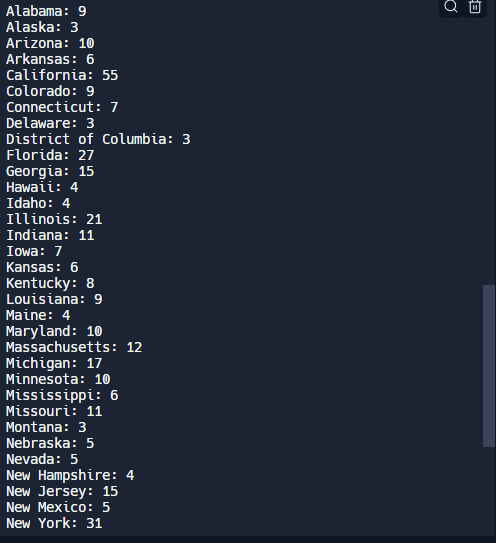 Alabama: 9
Alaska: 3
Arizona: 10
Arkansas: 6
California: 55
Colorado: 9
Connecticut: 7
Delaware: 3
District of Columbia: 3
Florida: 27
Georgia: 15
Hawaii: 4
Idaho: 4
Illinois: 21
Indiana: 11
Iowa: 7
Kansas: 6
Kentucky: 8
Louisiana: 9
Maine: 4
Maryland: 10
Massachusetts: 12
Michigan: 17
Minnesota: 10
Mississippi: 6
Missouri: 11
Montana: 3
Nebraska: 5
Nevada: 5
New Hampshire: 4
New Jersey: 15
New Mexico: 5
New York: 31